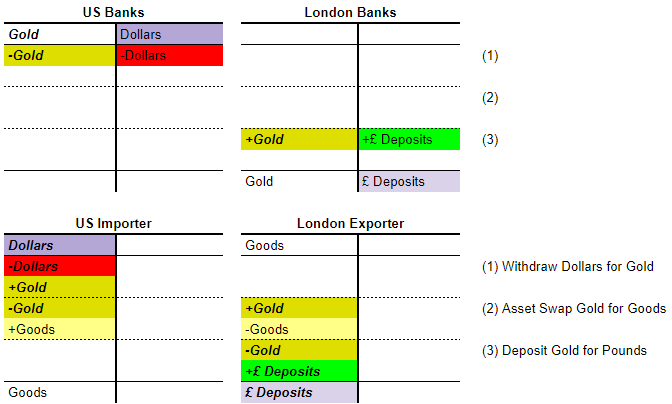 US Banks London Banks
Gold Dollars
-Gold -Dollars (1)
(2)
+Gold +£ Deposits (3)
Gold £ Deposits
US Importer London Exporter
Dollars Goods
-Dollars (1) Withdraw Dollars for Gold
+Gold
-Gold +Gold (2) Asset Swap Gold for Goods
+Goods -Goods
-Gold (3) Deposit Gold for Pounds
+£ Deposits
Goods £ Deposits